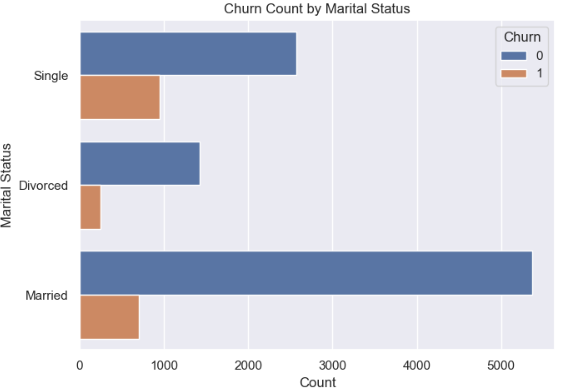 Churn Count by Marital Status
Churn
0
1
Single
Divorced
Married
Marital Status
0 1000 2000 3000 4000 5000
Count